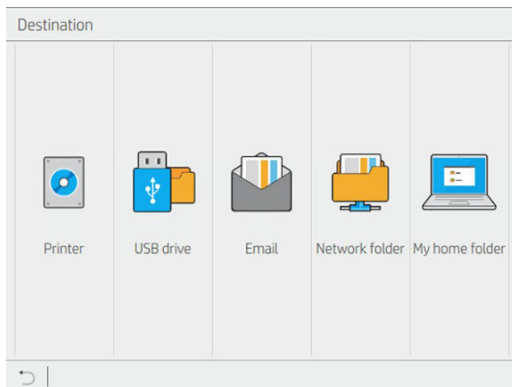 Destination
Printer
USB drive
Email
Network folder
My home folder